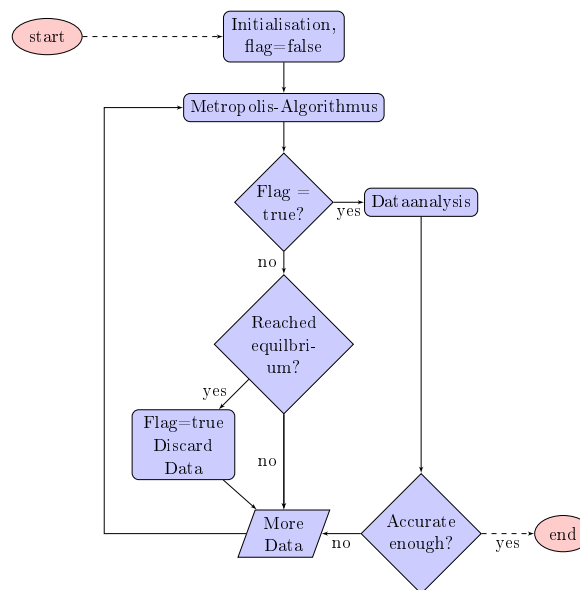 start
Initialisation,
flag=false
Metropolis-Algorithmus
Flag =
true?
yes
Dataanalysis
no
Reached
equilbri-
um?
yes
Flag=true
Discard
Data
no
More
Data
no
Accurate
enough?
yes
end